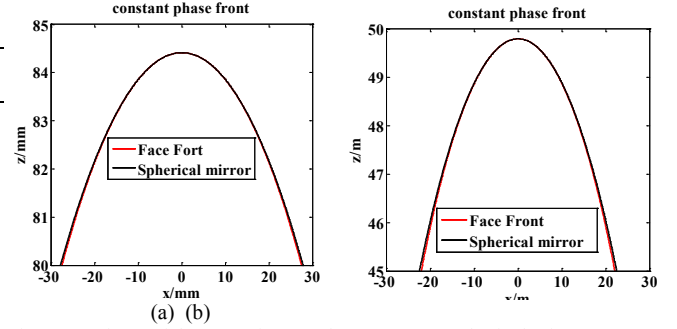 constant phase front
85
84
83
82
81
80
z/mm
Face Fort
Spherical mirror
-30 -20 -10 0 10 20 30
x/mm
constant phase front
50
49
48
47
46
45
z/m
Face Front
Spherical mirror
-30 -20 -10 0 10 20 30
x/m
(a) (b)